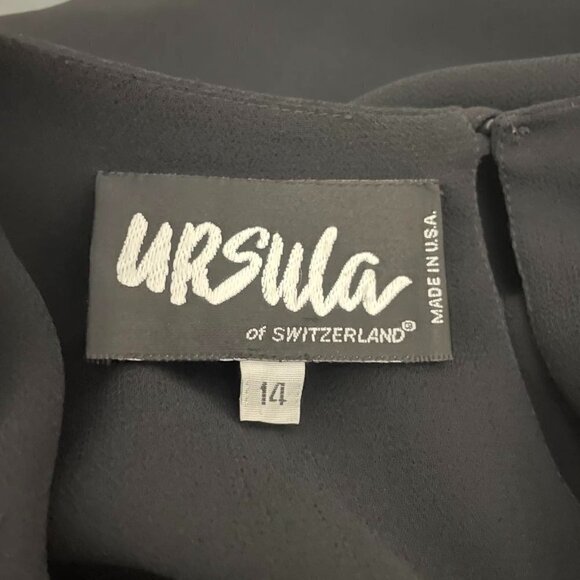 URSula
of SWITZERLAND®
MADE IN U.S.A.
14